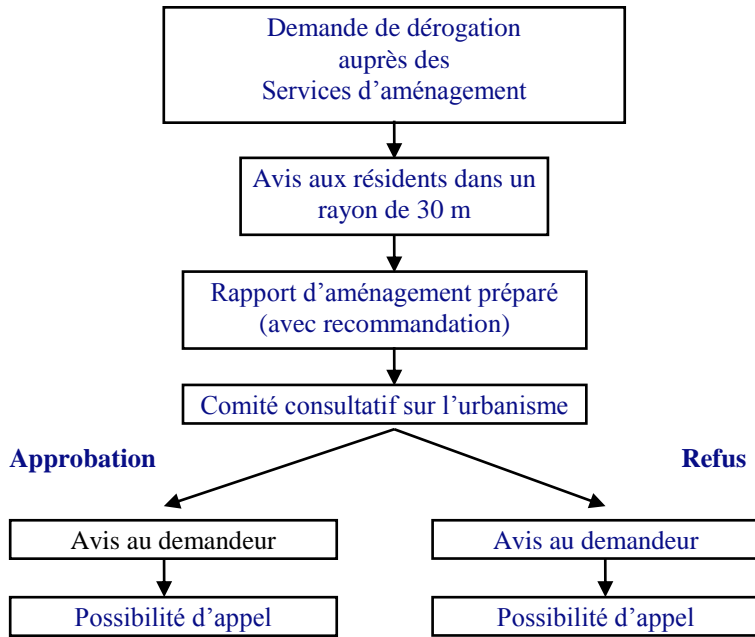 Demande de dérogation
auprès des
Services d’aménagement
Avis aux résidents dans un
rayon de 30 m
Rapport d’aménagement préparé
(avec recommandation)
Comité consultatif sur l’urbanisme
Approbation
Refus
Avis au demandeur
Avis au demandeur
Possibilité d’appel
Possibilité d’appel